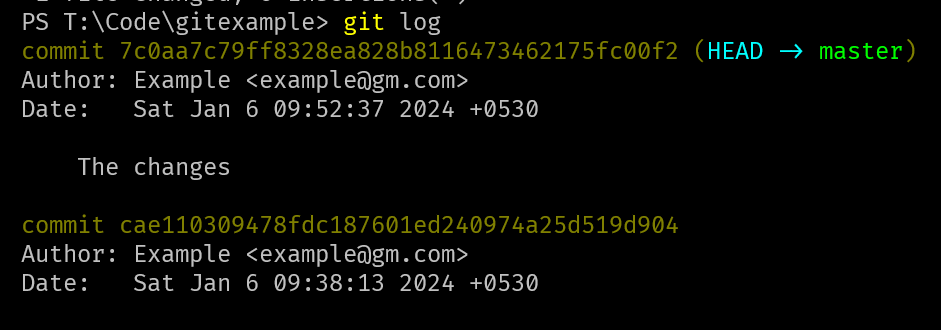 PS T:\Code\gitexample> git log
commit 7c0aa7c79ff8328ea828b8116473462175fc00f2 (HEAD → master)
Author: Example <example@gm.com>
Date:   Sat Jan 6 09:52:37 2024 +0530
    The changes
commit cae110309478fdc187601ed240974a25d519d904
Author: Example <example@gm.com>
Date:   Sat Jan 6 09:38:13 2024 +0530